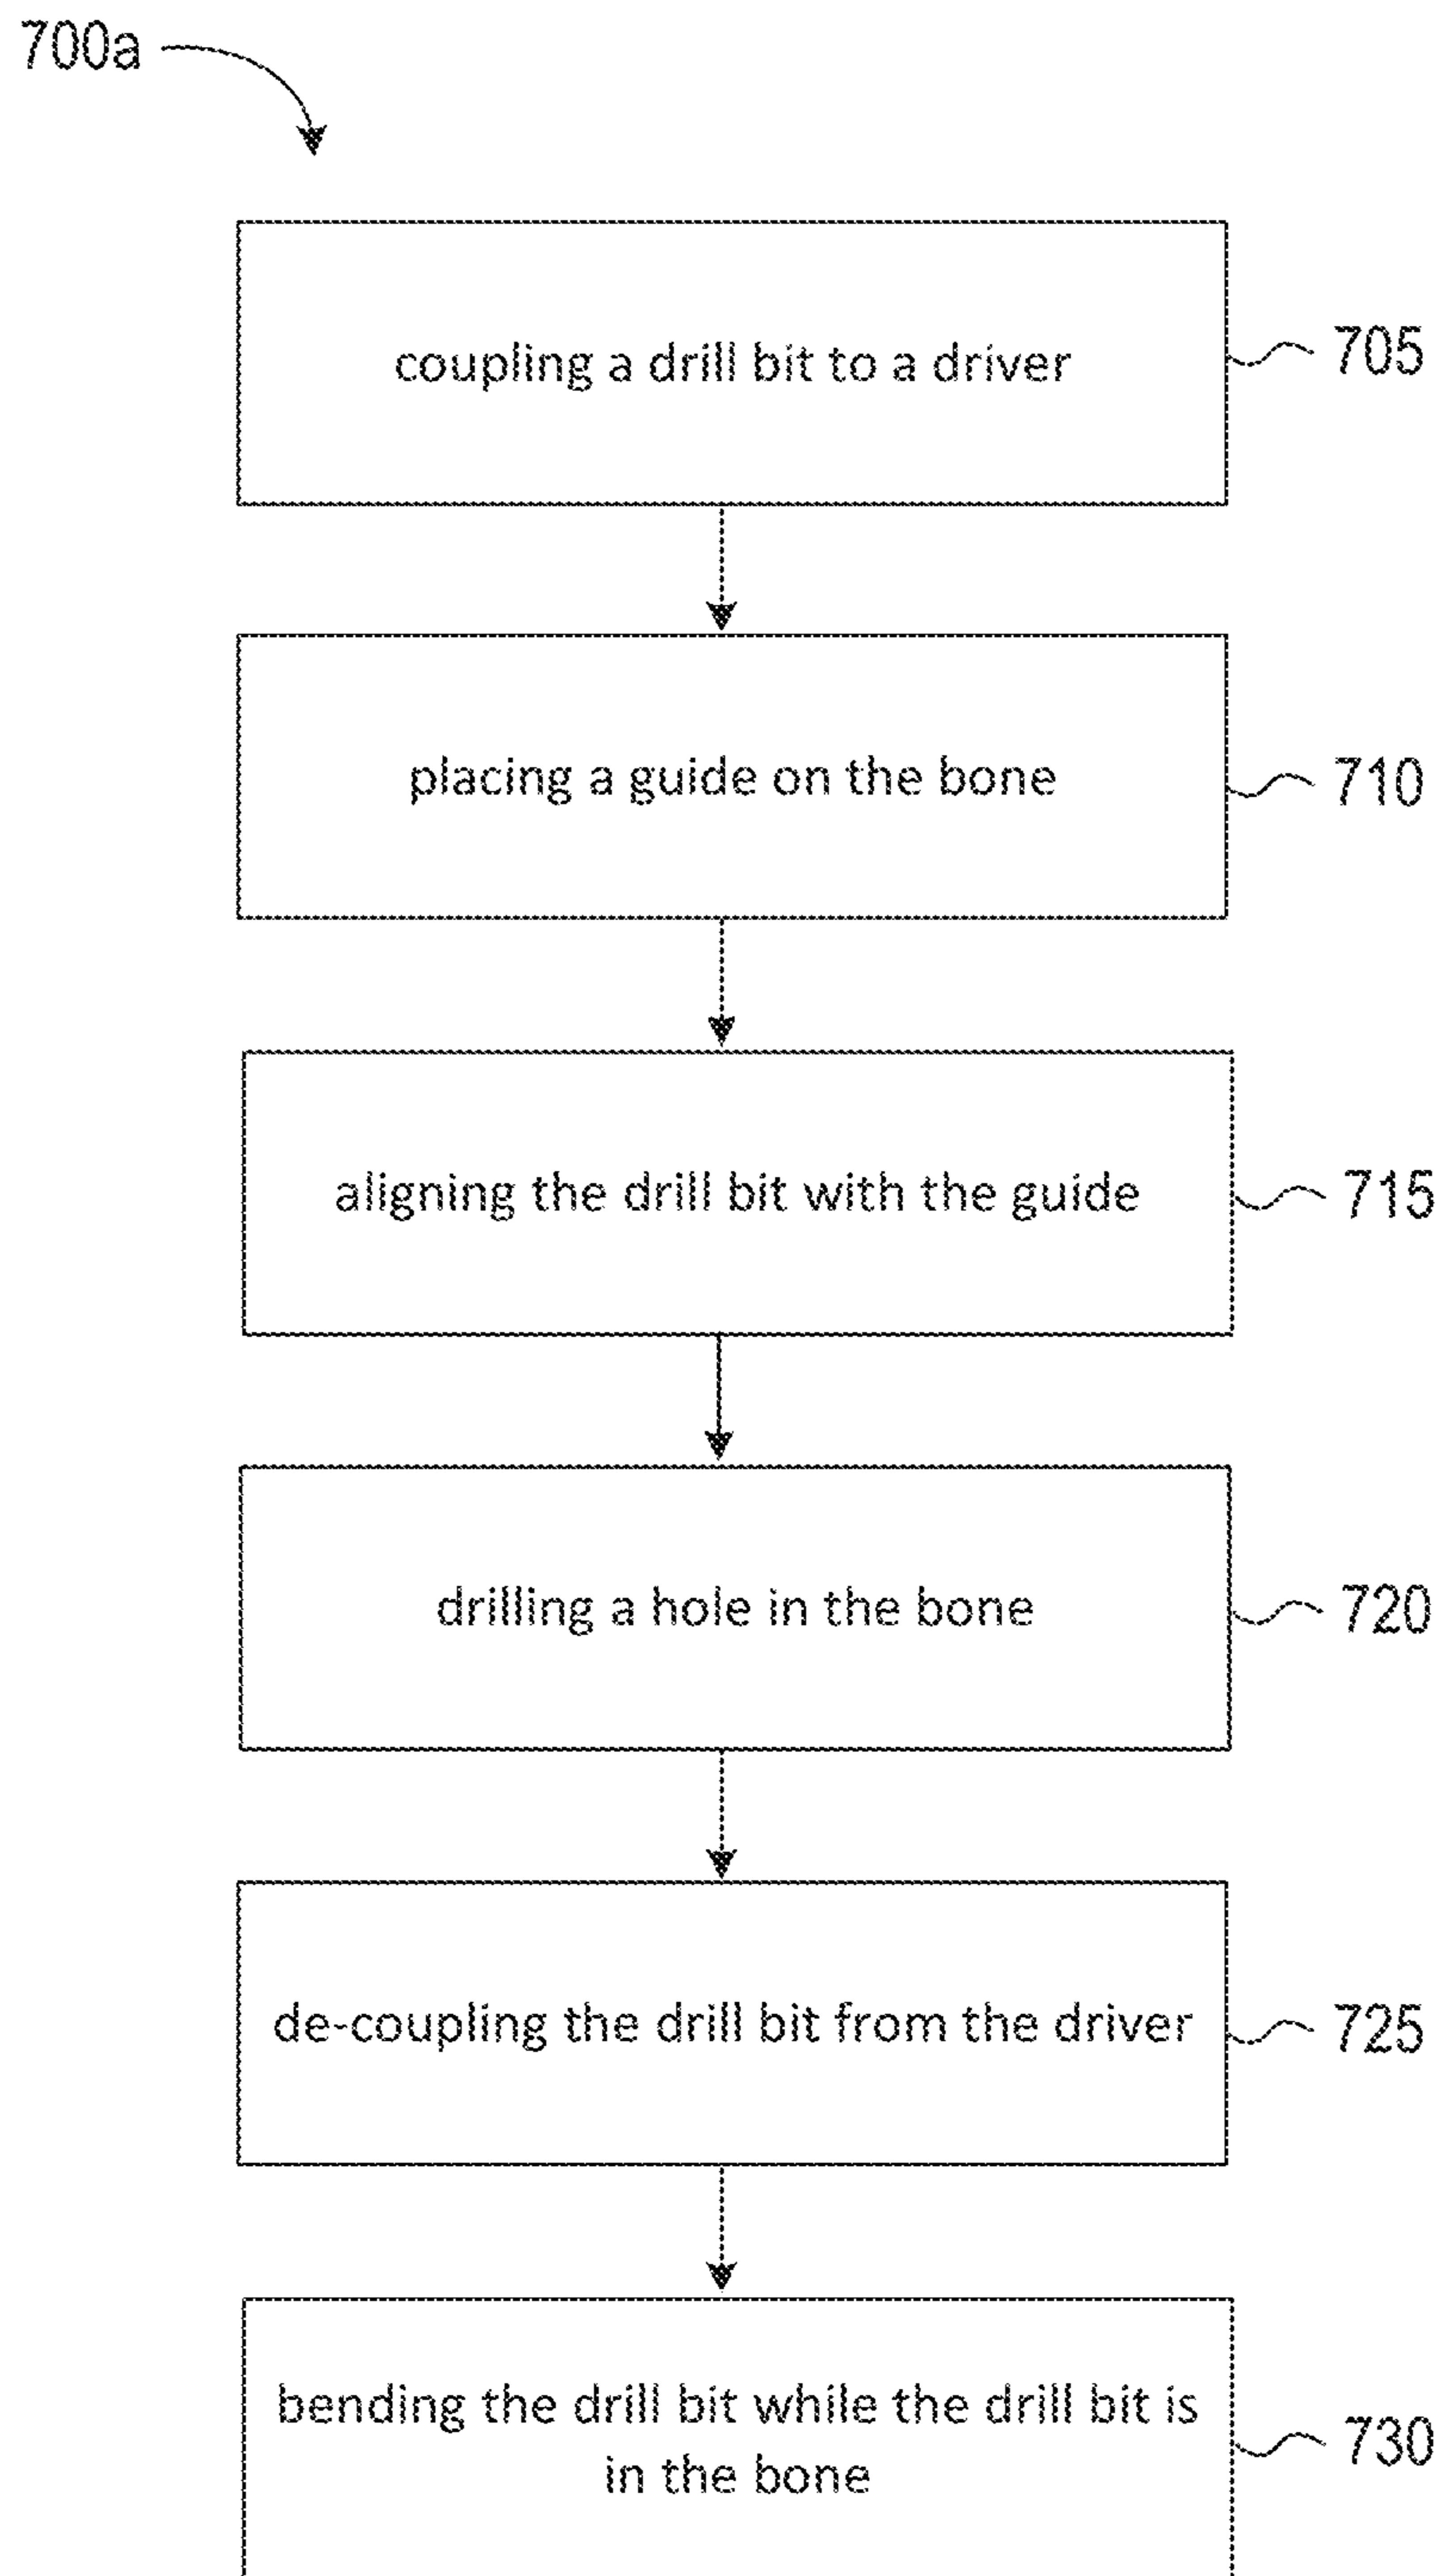 700a
coupling a drill bit to a driver
705
placing a guide on the bone
710
aligning the drill bit with the guide
715
drilling a hole in the bone
720
de-coupling the drill bit from the driver
725
bending the drill bit while the drill bit is
in the bone
730